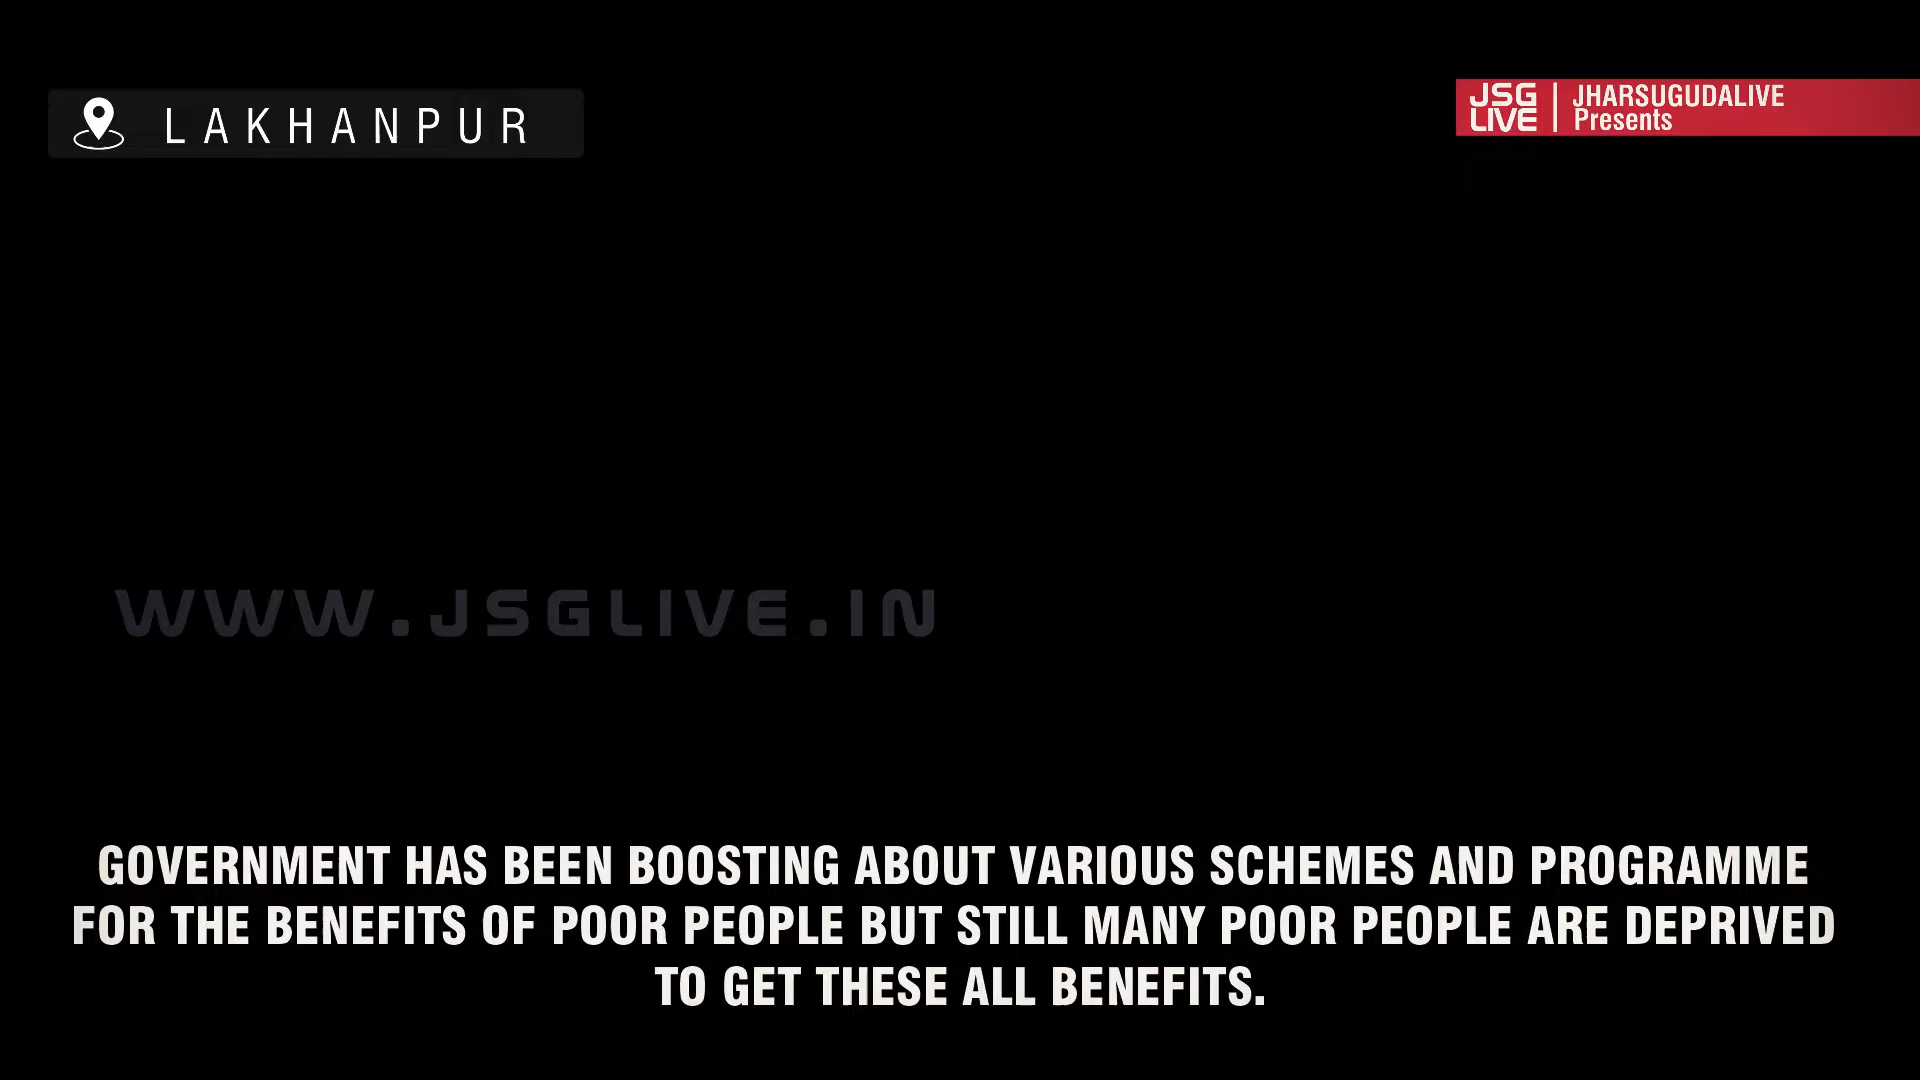 LAKHANPUR
JSG LIVE
JHARSUGUDALIVE
Presents
WWW.JSGLIVE.IN
GOVERNMENT HAS BEEN BOOSTING ABOUT VARIOUS SCHEMES AND PROGRAMME
FOR THE BENEFITS OF POOR PEOPLE BUT STILL MANY POOR PEOPLE ARE DEPRIVED
TO GET THESE ALL BENEFITS.